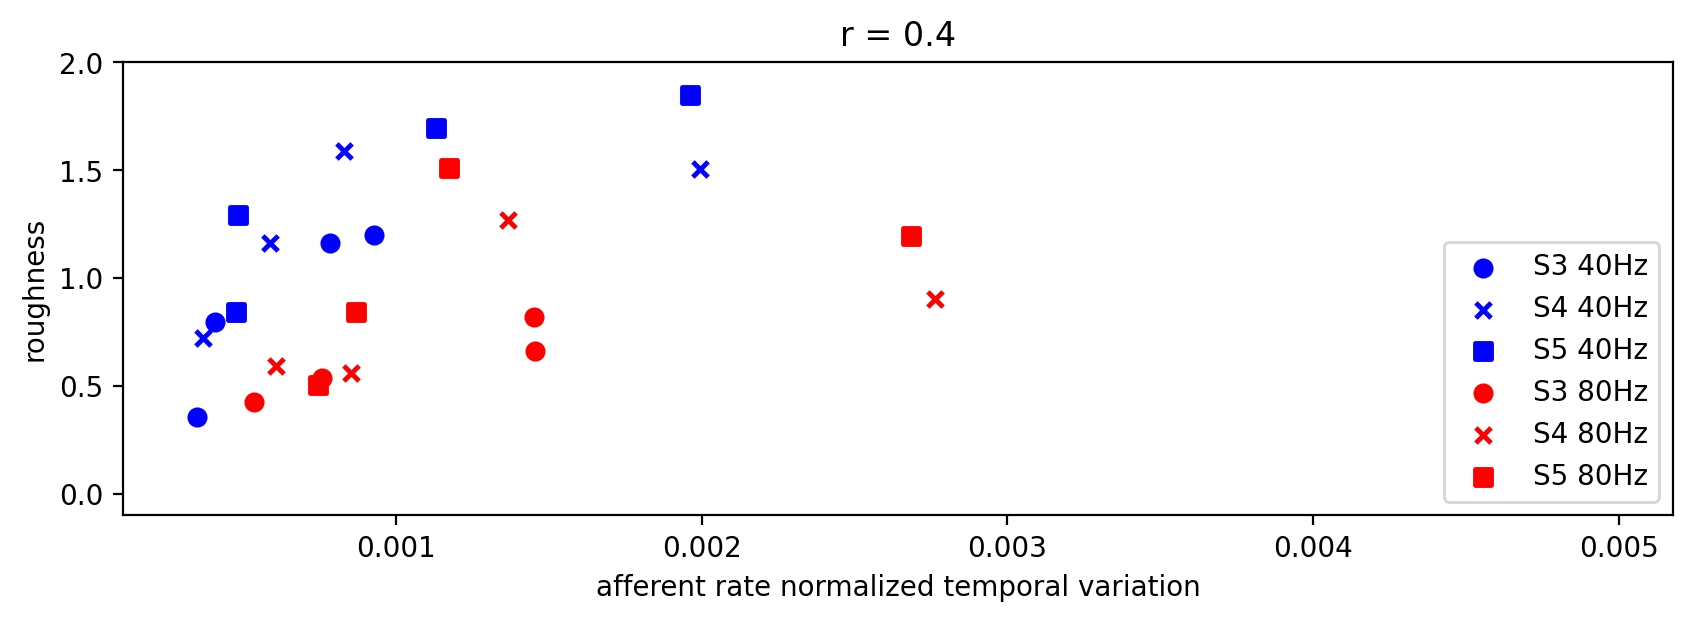 r = 0.4
2.0
1.5
1.0
0.5
0.0
roughness
0.001 0.002 0.003 0.004 0.005
afferent rate normalized temporal variation
S3 40Hz
S4 40Hz
S5 40Hz
S3 80Hz
S4 80Hz
S5 80Hz